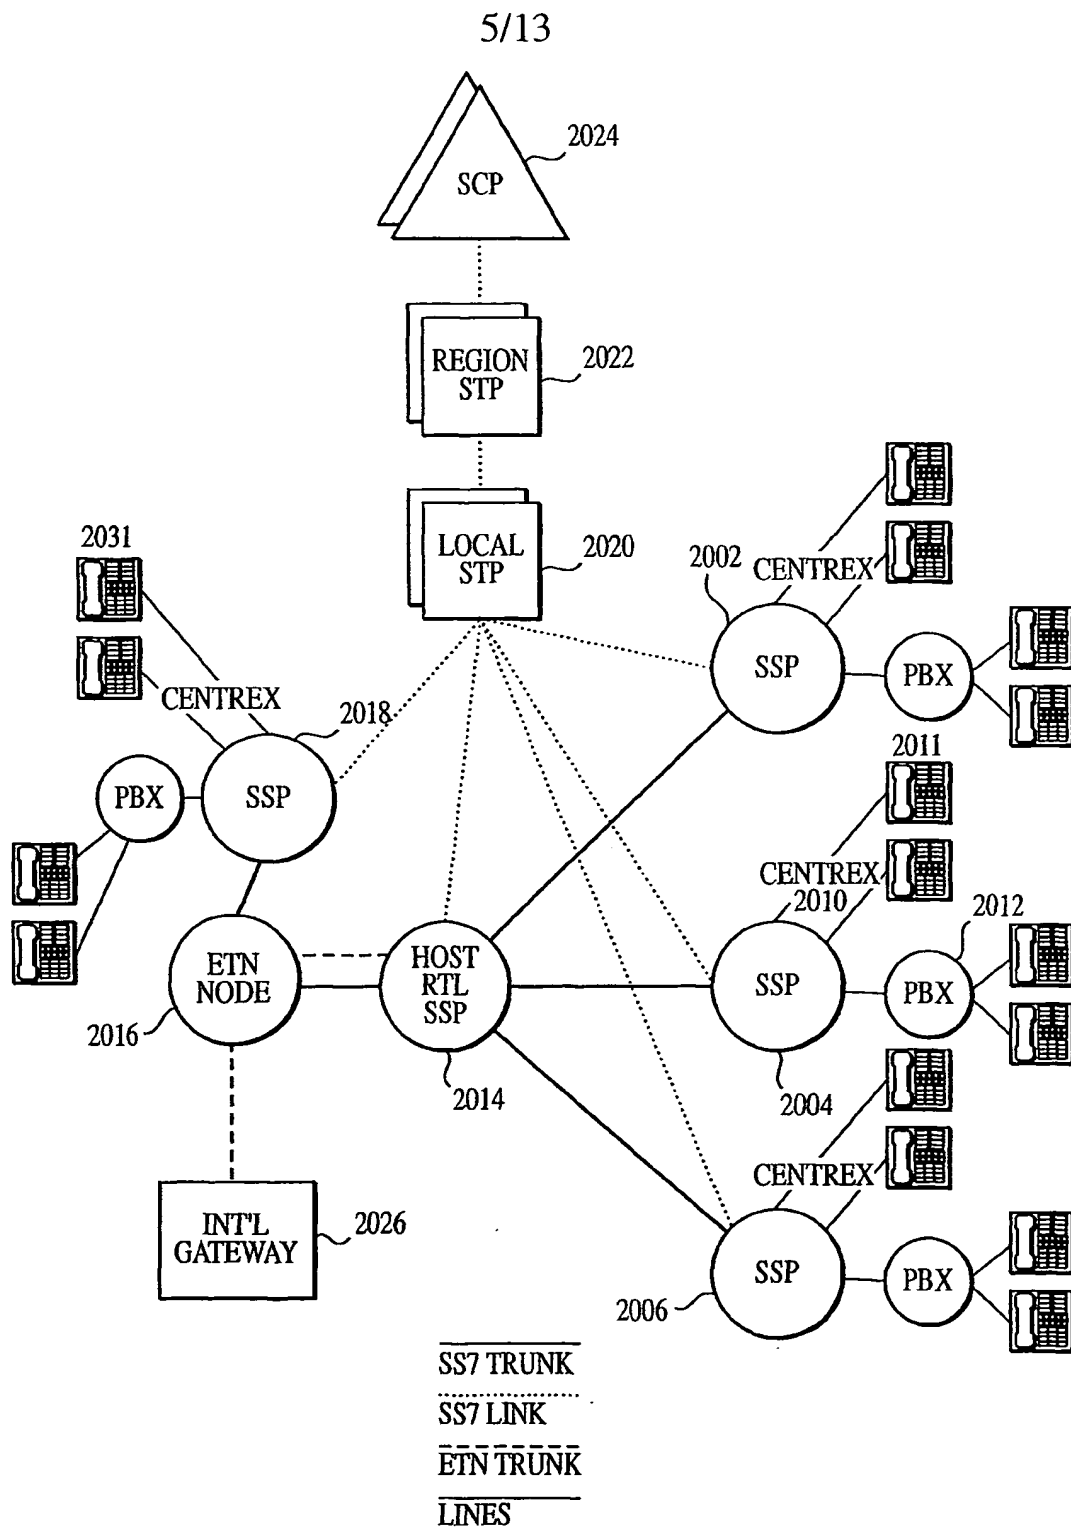 5/13
2024
SCP
REGION
STP
2022
LOCAL
STP
2020
2031
CENTREX
2018
PBX
SSP
2002
CENTREX
SSP
PBX
2011
CENTREX
2010
2012
SSP
PBX
2004
ETN
NODE
2016
HOST
RTL
SSP
2014
INT'L
GATEWAY
2026
CENTREX
SSP
PBX
2006
SS7 TRUNK
SS7 LINK
ETN TRUNK
LINES